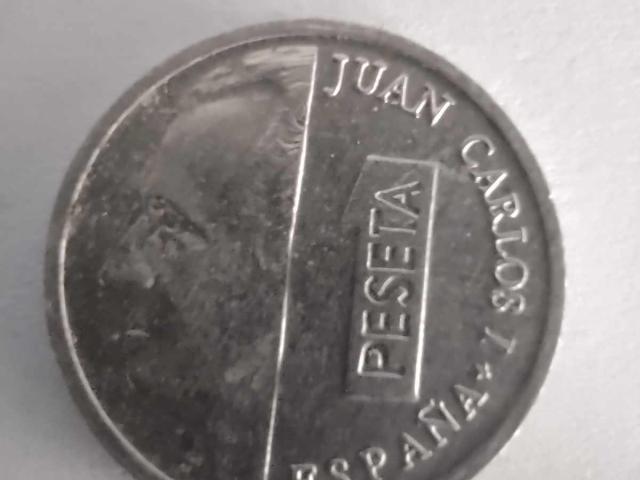 JUAN CARLOS I * ESPAÑA
PESETA